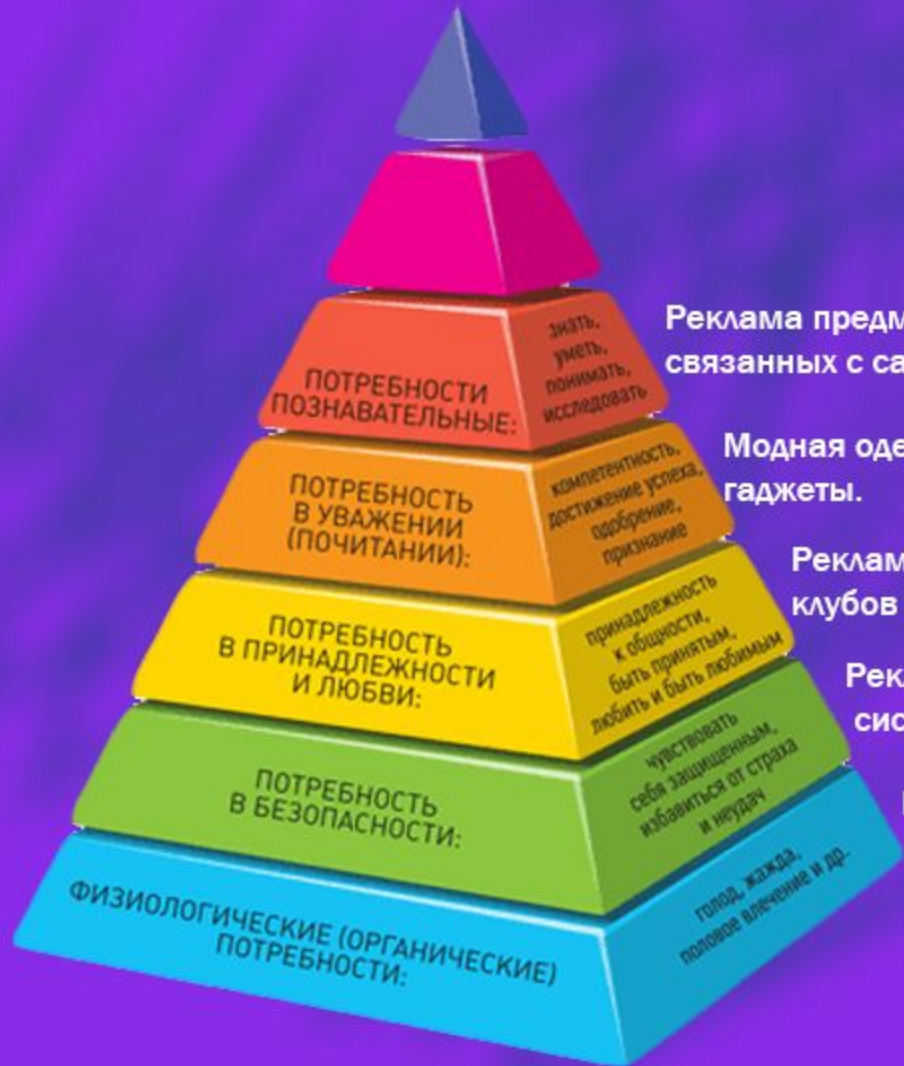 ПОТРЕБНОСТИ
ПОЗНАВАТЕЛЬНЫЕ:
знать,
уметь,
понимать,
исследовать
Реклама
связанных с
ПОТРЕБНОСТЬ
В УВАЖЕНИИ
(ПОЧИТАНИИ):
компетентность,
достижение успеха,
одобрение,
признание
Модная
гаджеты.
ПОТРЕБНОСТЬ
В ПРИНАДЛЕЖНОСТИ
И ЛЮБВИ:
принадлежность
к общности,
быть принятым,
любить и быть любимым
клубов
ПОТРЕБНОСТЬ
В БЕЗОПАСНОСТИ:
чувствовать
себя защищенным,
избавиться от страха
и неудач
ФИЗИОЛОГИЧЕСКИЕ (ОРГАНИЧЕСКИЕ)
ПОТРЕБНОСТИ:
голод, жажда,
половое влечение и др.